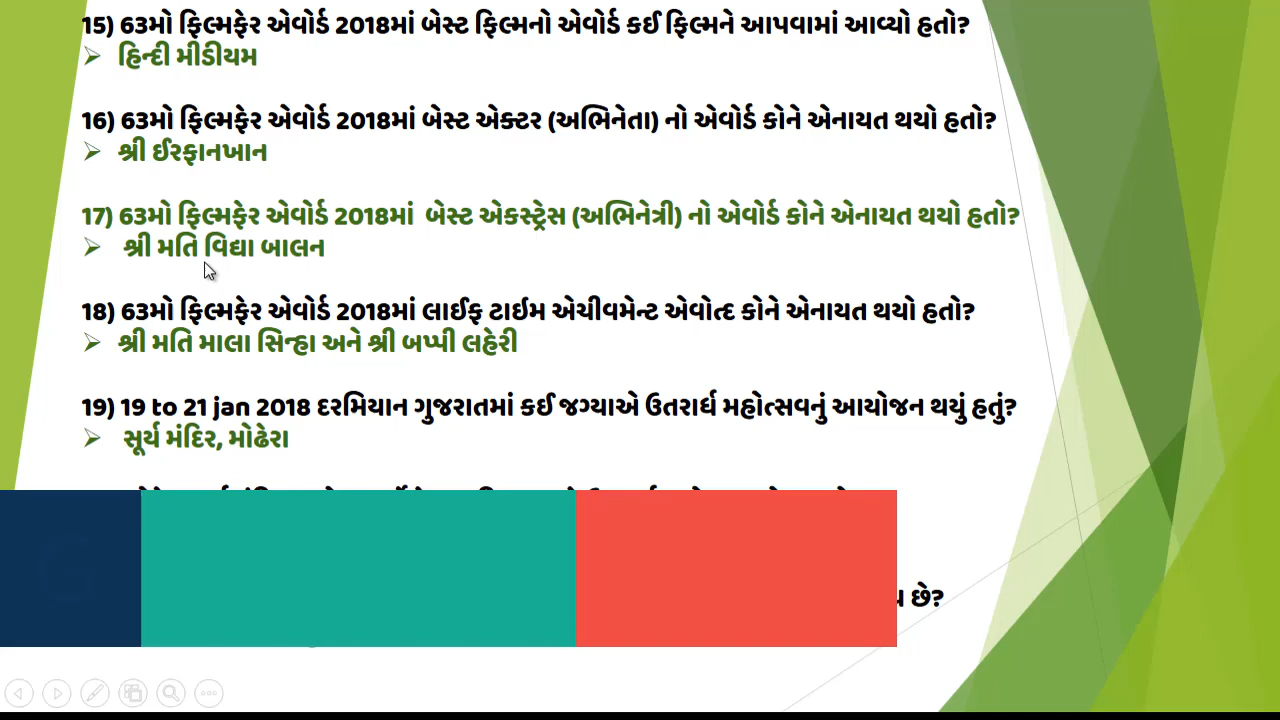 15) 63મો ફિલ્મફેર એવોર્ડ 2018માં બેસ્ટ ફિલ્મનો એવોર્ડ કઈ ફિલ્મને આપવામાં આવ્યો હતો?
હિન્દી મીડીયમ
16) 63મો ફિલ્મફેર એવોર્ડ 2018માં બેસ્ટ એક્ટર (અભિનેતા) નો એવોર્ડ કોને એનાયત થયો હતો?
શ્રી ઈરફાનખાન
17) 63મો ફિલ્મફેર એવોર્ડ 2018માં બેસ્ટ એકસ્ટ્રેસ (અભિનેત્રી) નો એવોર્ડ કોને એનાયત થયો હતો?
શ્રી મતિ વિદ્યા બાલન
18) 63મો ફિલ્મફેર એવોર્ડ 2018માં લાઈફ ટાઇમ એચીવમેન્ટ એવોત્દ કોને એનાયત થયો હતો?
શ્રી મતિ માલા સિન્હા અને શ્રી બપ્પી લહેરી
19) 19 to 21 jan 2018 દરમિયાન ગુજરાતમાં કઈ જગ્યાએ ઉતરાર્ધ મહોત્સવનું આયોજન થયું હતું?
સૂર્ય મંદિર, મોઢેરા
છે?